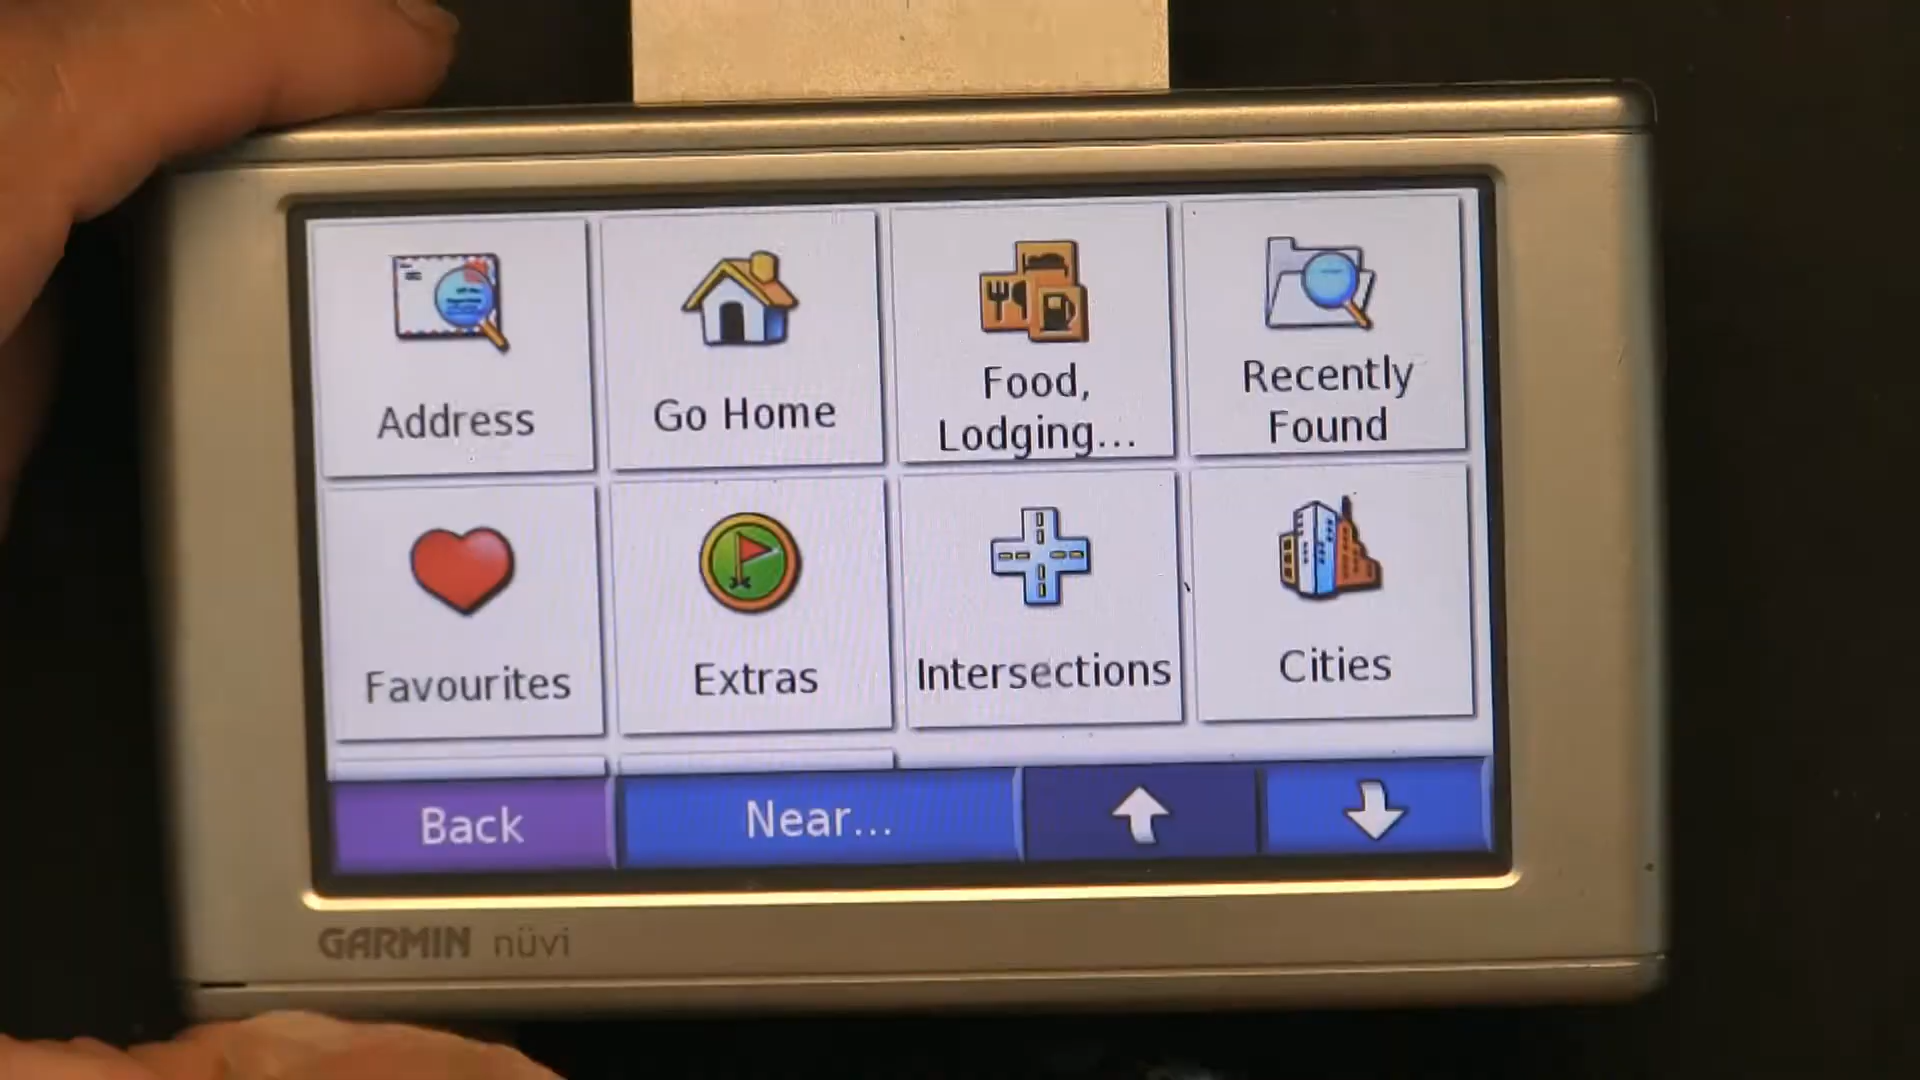 Address
Go Home
Food,
Lodging...
Recently
Found
Favourites
Extras
Intersections
Cities
Back
Near...
GARMIN nüvi